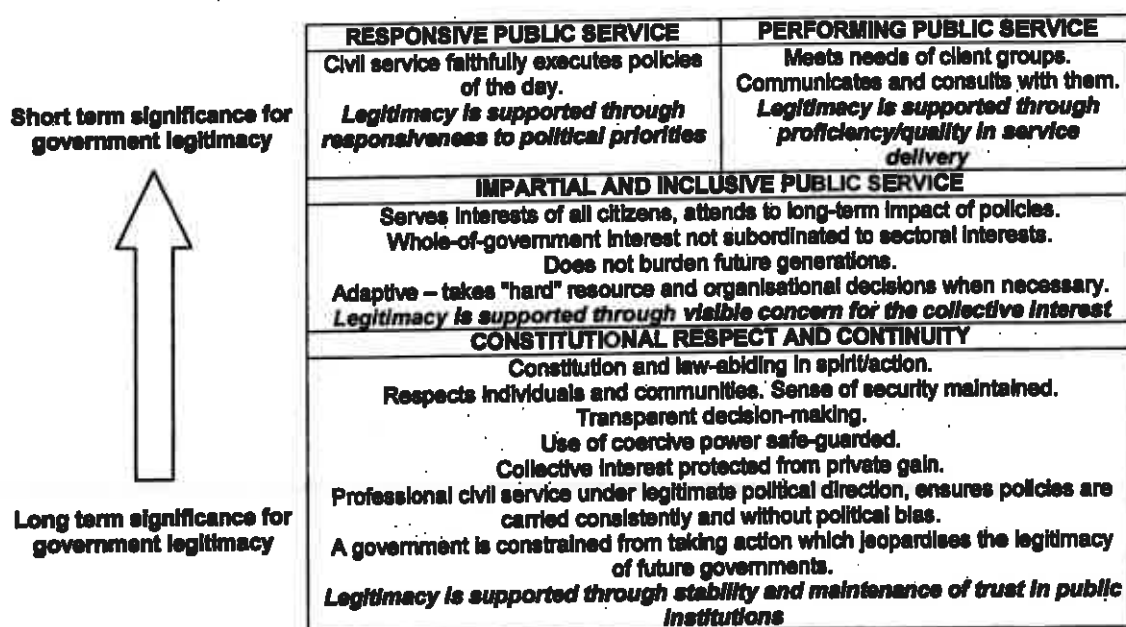 RESPONSIVE PUBLIC SERVICE
Civil service faithfully executes policies
of the day.
Legitimacy is supported through
responsiveness to political priorities
PERFORMING PUBLIC SERVICE
Meets needs of client groups.
Communicates and consults with them.
Legitimacy is supported through
proficiency/quality in service
delivery
Short term significance for
government legitimacy
IMPARTIAL AND INCLUSIVE PUBLIC SERVICE
Serves interests of all citizens, attends to long-term impact of policies.
Whole-of-government interest not subordinated to sectoral interests.
Does not burden future generations.
Adaptive – takes "hard" resource and organisational decisions when necessary.
Legitimacy is supported through visible concern for the collective interest
CONSTITUTIONAL RESPECT AND CONTINUITY
Constitution and law-abiding in spirit/action.
Respects individuals and communities. Sense of security maintained.
Transparent decision-making.
Use of coercive power safe-guarded.
Collective interest protected from private gain.
Professional civil service under legitimate political direction, ensures policies are
carried consistently and without political bias.
A government is constrained from taking action which jeopardises the legitimacy
of future governments.
Legitimacy is supported through stability and maintenance of trust in public
institutions
Long term significance for
government legitimacy